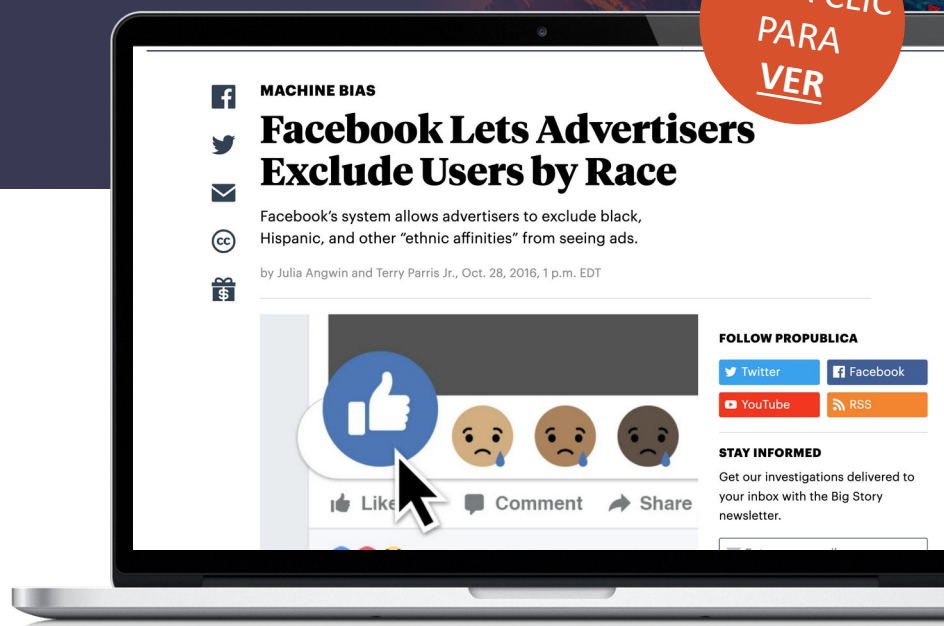 CLIC
PARA
VER
MACHINE BIAS
Facebook Lets Advertisers
Exclude Users by Race
Facebook's system allows advertisers to exclude black,
Hispanic, and other "ethnic affinities" from seeing ads.
by Julia Angwin and Terry Parris Jr., Oct. 28, 2016, 1 p.m. EDT
cc
$
Like
Comment
Share
FOLLOW PROPUBLICA
Twitter
Facebook
YouTube
RSS
STAY INFORMED
Get our investigations delivered to
your inbox with the Big Story
newsletter.